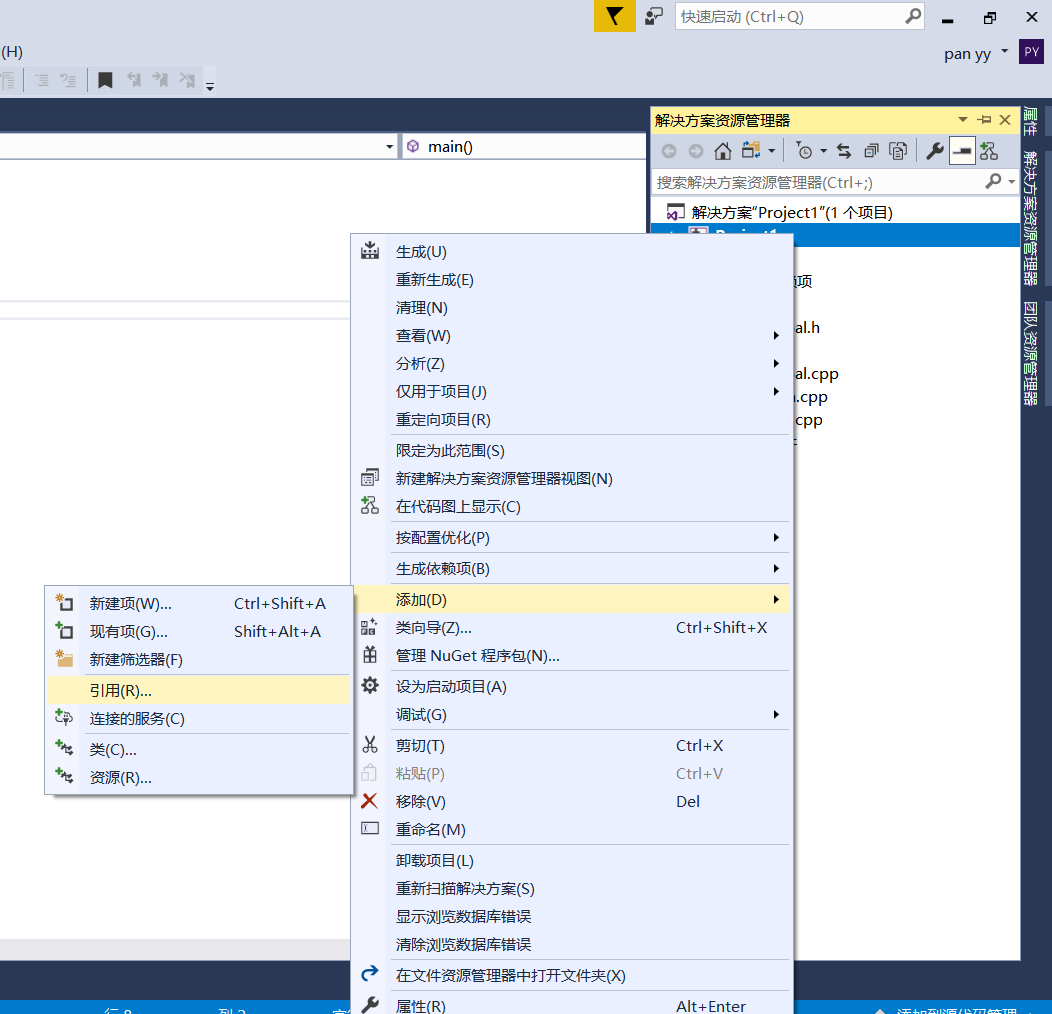 快速启动 (Ctrl+Q)
(H)
pan yy
PY
main()
解决方案资源管理器
搜索解决方案资源管理器(Ctrl+;)
解决方案"Project1"(1 个项目)
Project1
项
al.h
al.cpp
.cpp
cpp
属性
解决方案资源管理器
团队资源管理器
生成(U)
重新生成(E)
清理(N)
查看(W)
分析(Z)
仅用于项目(J)
重定向项目(R)
限定为此范围(S)
新建解决方案资源管理器视图(N)
在代码图上显示(C)
按配置优化(P)
生成依赖项(B)
添加(D)
类向导(Z)... Ctrl+Shift+X
管理 NuGet 程序包(N)...
设为启动项目(A)
调试(G)
剪切(T) Ctrl+X
粘贴(P) Ctrl+V
移除(V) Del
重命名(M)
卸载项目(L)
重新扫描解决方案(S)
显示浏览数据库错误
清除浏览数据库错误
在文件资源管理器中打开文件夹(X)
属性(R) Alt+Enter
新建项(W)... Ctrl+Shift+A
现有项(G)... Shift+Alt+A
新建筛选器(F)
引用(R)...
连接的服务(C)
类(C)...
资源(R)...
添加到源代码管理